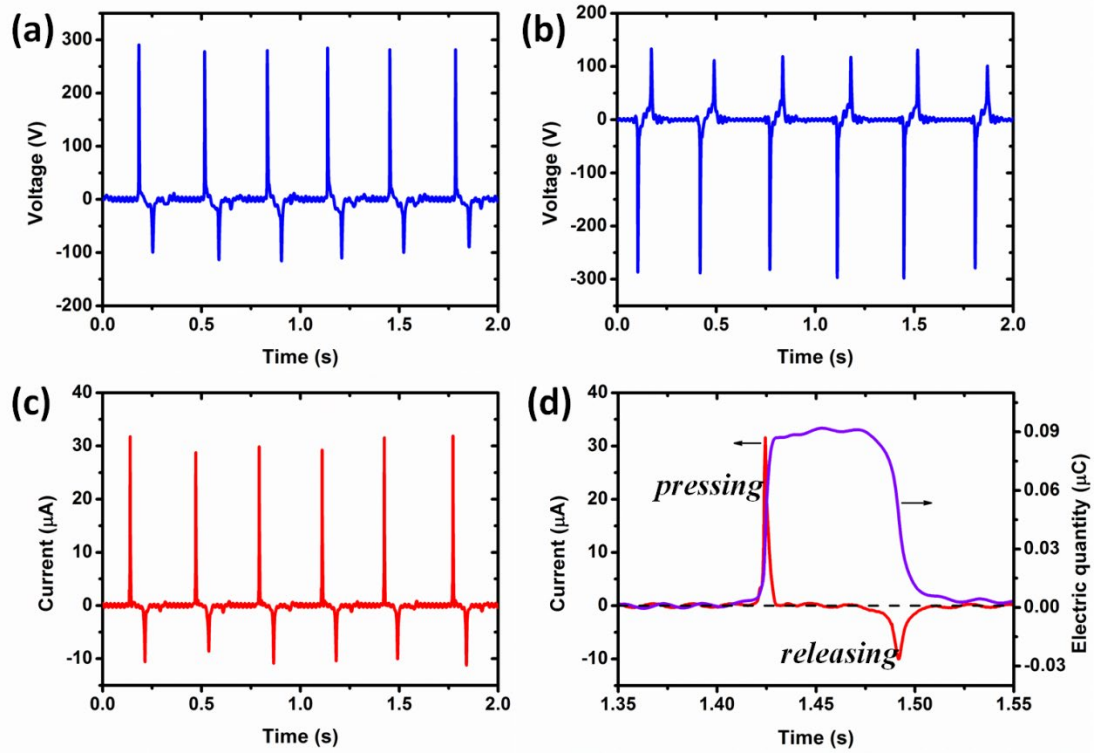 (a)
300
200
100
0
-100
-200
Voltage (V)
0.0 0.5 1.0 1.5 2.0
Time (s)
(b)
200
100
0
-100
-200
-300
Voltage (V)
0.0 0.5 1.0 1.5 2.0
Time (s)
(c)
40
30
20
10
0
-10
Current (μA)
0.0 0.5 1.0 1.5 2.0
Time (s)
(d)
40
30
20
10
0
-10
Current (μA)
pressing
releasing
0.09
0.06
0.03
0.00
-0.03
Electric quantity (μC)
1.35 1.40 1.45 1.50 1.55
Time (s)